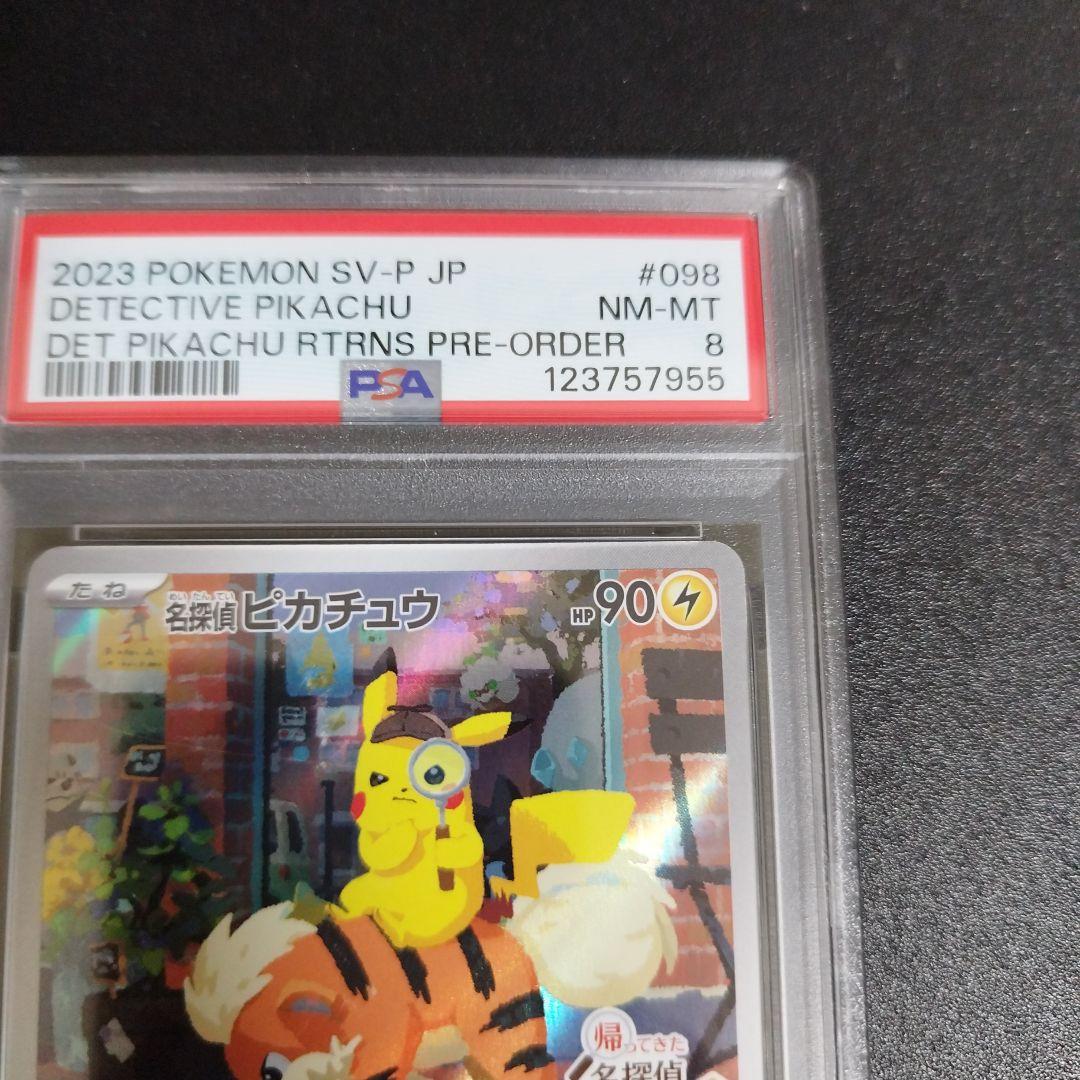 2023 POKEMON SV-P JP #098
DETECTIVE PIKACHU NM-MT
DET PIKACHU RTRNS PRE-ORDER 8
PSA 123757955
たね
めいたんてい
名探偵ピカチュウ HP90
帰ってきた
名探偵